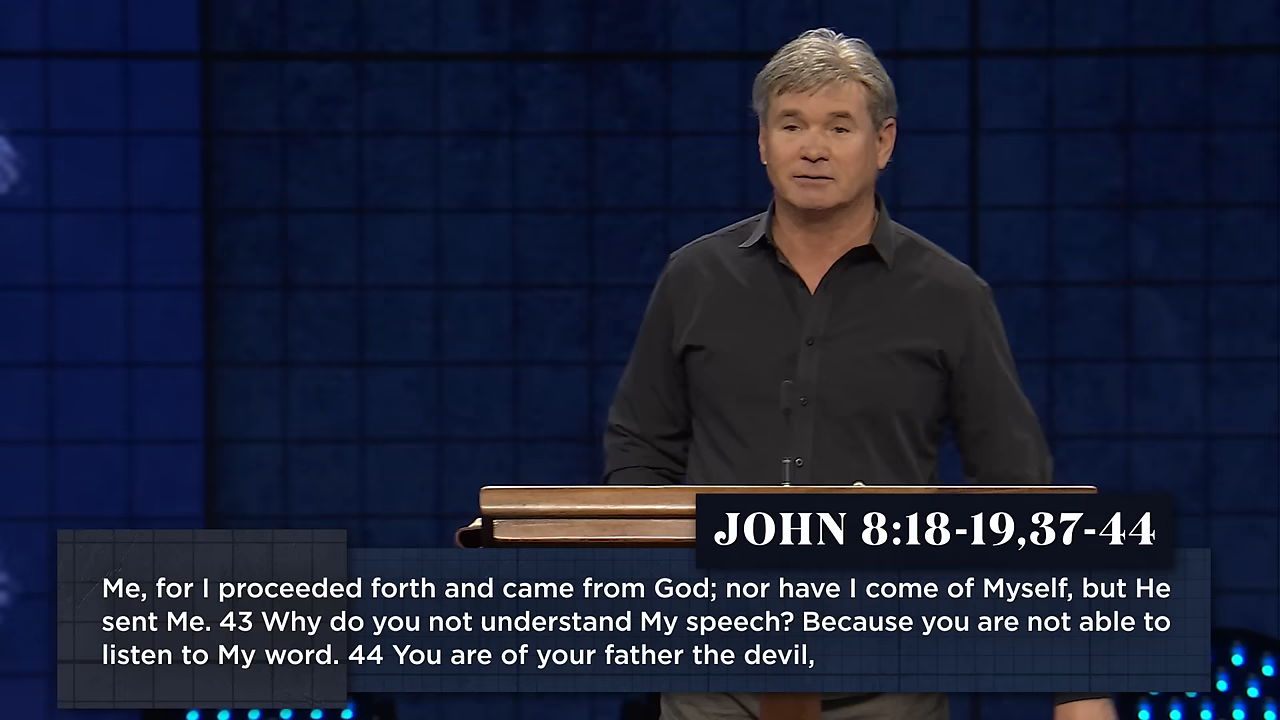 JOHN 8:18-19,37-44
Me, for I proceeded forth and came from God; nor have I come of Myself, but He
sent Me. 43 Why do you not understand My speech? Because you are not able to
listen to My word. 44 You are of your father the devil,